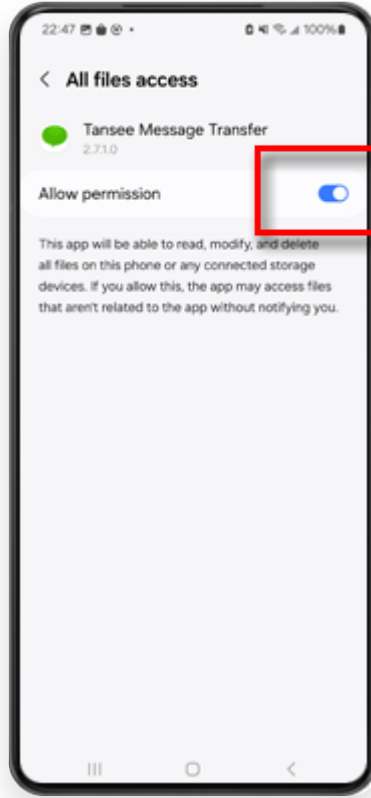 22:47
100%
All files access
Tansee Message Transfer
2.7.1.0
Allow permission
This app will be able to read, modify, and delete
all files on this phone or any connected storage
devices. If you allow this, the app may access files
that aren't related to the app without notifying you.